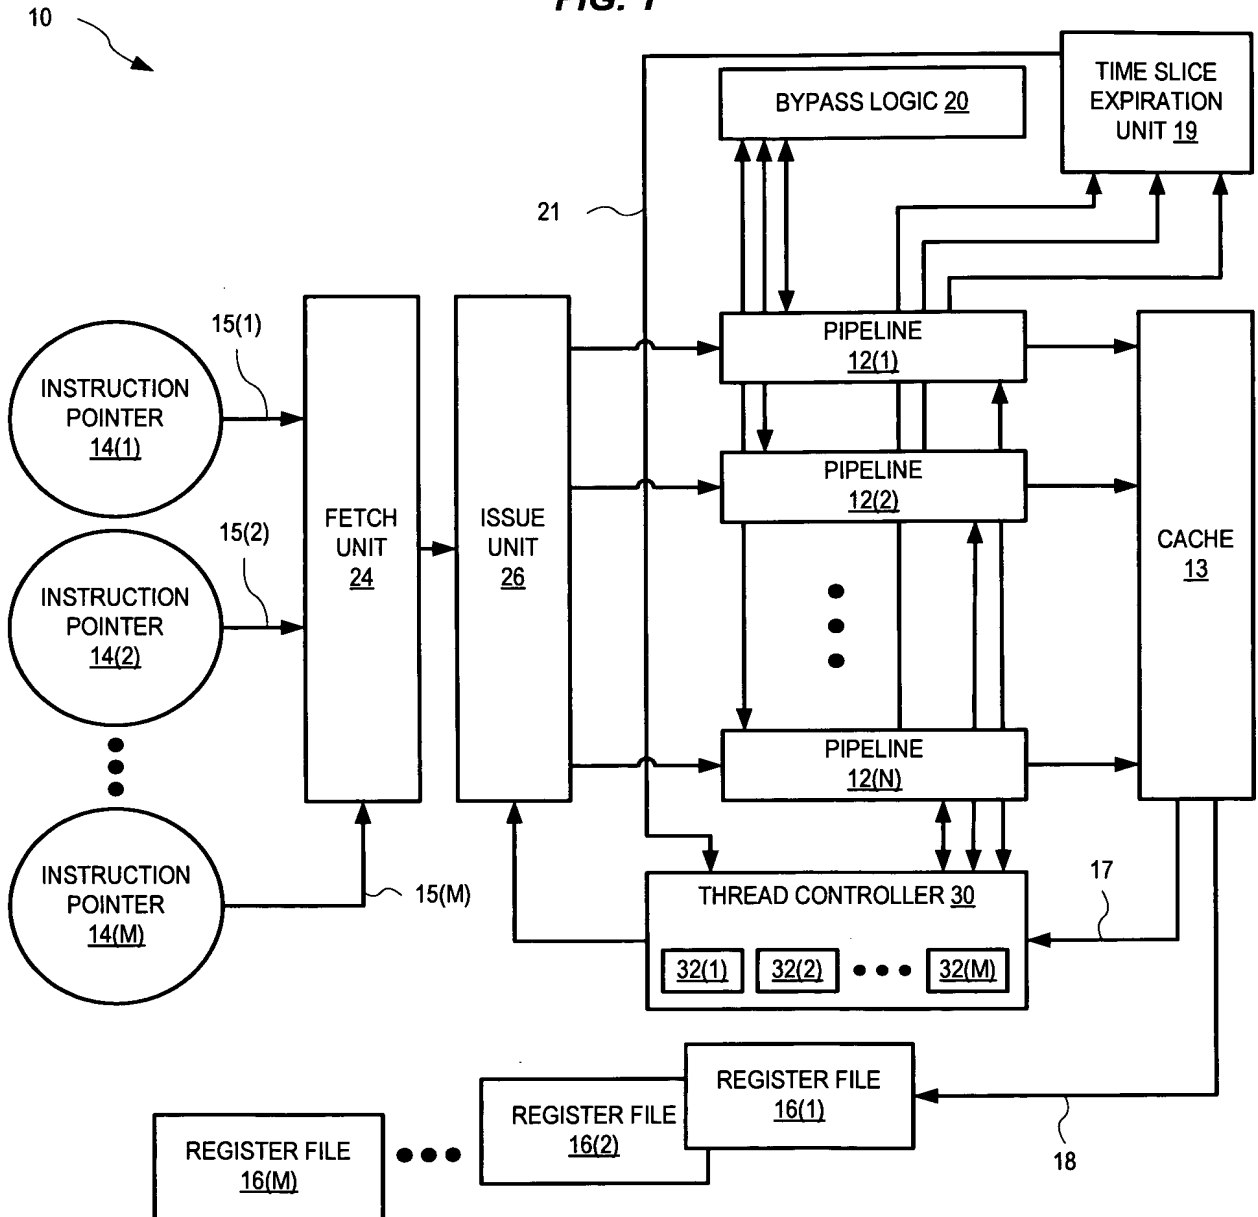 FIG. 1
10
TIME SLICE
EXPIRATION
UNIT 19
BYPASS LOGIC 20
21
15(1)
INSTRUCTION
POINTER
14(1)
15(2)
INSTRUCTION
POINTER
14(2)
INSTRUCTION
POINTER
14(M)
15(M)
FETCH
UNIT
24
ISSUE
UNIT
26
PIPELINE
12(1)
PIPELINE
12(2)
PIPELINE
12(N)
CACHE
13
THREAD CONTROLLER 30
32(1)
32(2)
32(M)
17
REGISTER FILE
16(1)
REGISTER FILE
16(2)
REGISTER FILE
16(M)
18